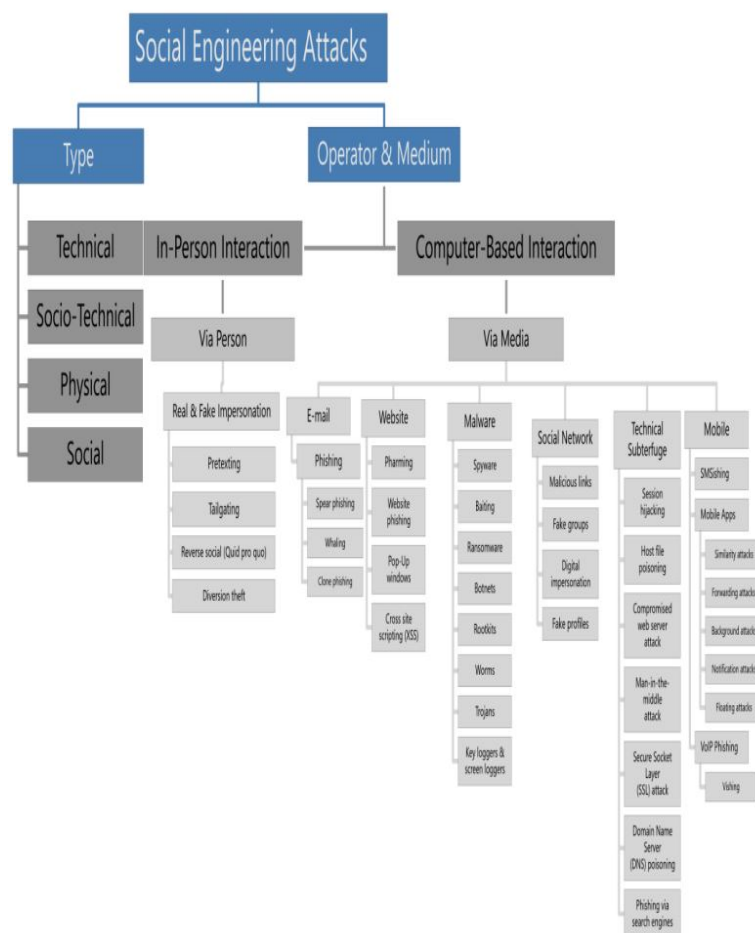 Social Engineering Attacks
Type
Operator & Medium
Technical
In-Person Interaction
Computer-Based Interaction
Socio-Technical
Physical
Social
Via Person
Via Media
Real & Fake Impersonation
Pretexting
Tailgating
Reverse social (Quid pro quo)
Diversion theft
E-mail
Phishing
Spear phishing
Whaling
Clone phishing
Website
Pharming
Website
phishing
Pop-Up
windows
Cross site
scripting (XSS)
Malware
Spyware
Baiting
Ransomware
Botnets
Rootkits
Worms
Trojans
Key loggers &
screen loggers
Social Network
Malicious links
Fake groups
Digital
impersonation
Fake profiles
Technical
Subterfuge
Session
hijacking
Host file
poisoning
Compromised
web server
attack
Man-in-the-
middle
attack
Secure Socket
Layer
(SSL) attack
Domain Name
Server
(DNS) poisoning
Phishing via
search engines
Mobile
SMSishing
Mobile Apps
Similarity attacks
Forwarding attacks
Background attacks
Notification attacks
Floating attacks
VoIP Phishing
Vishing